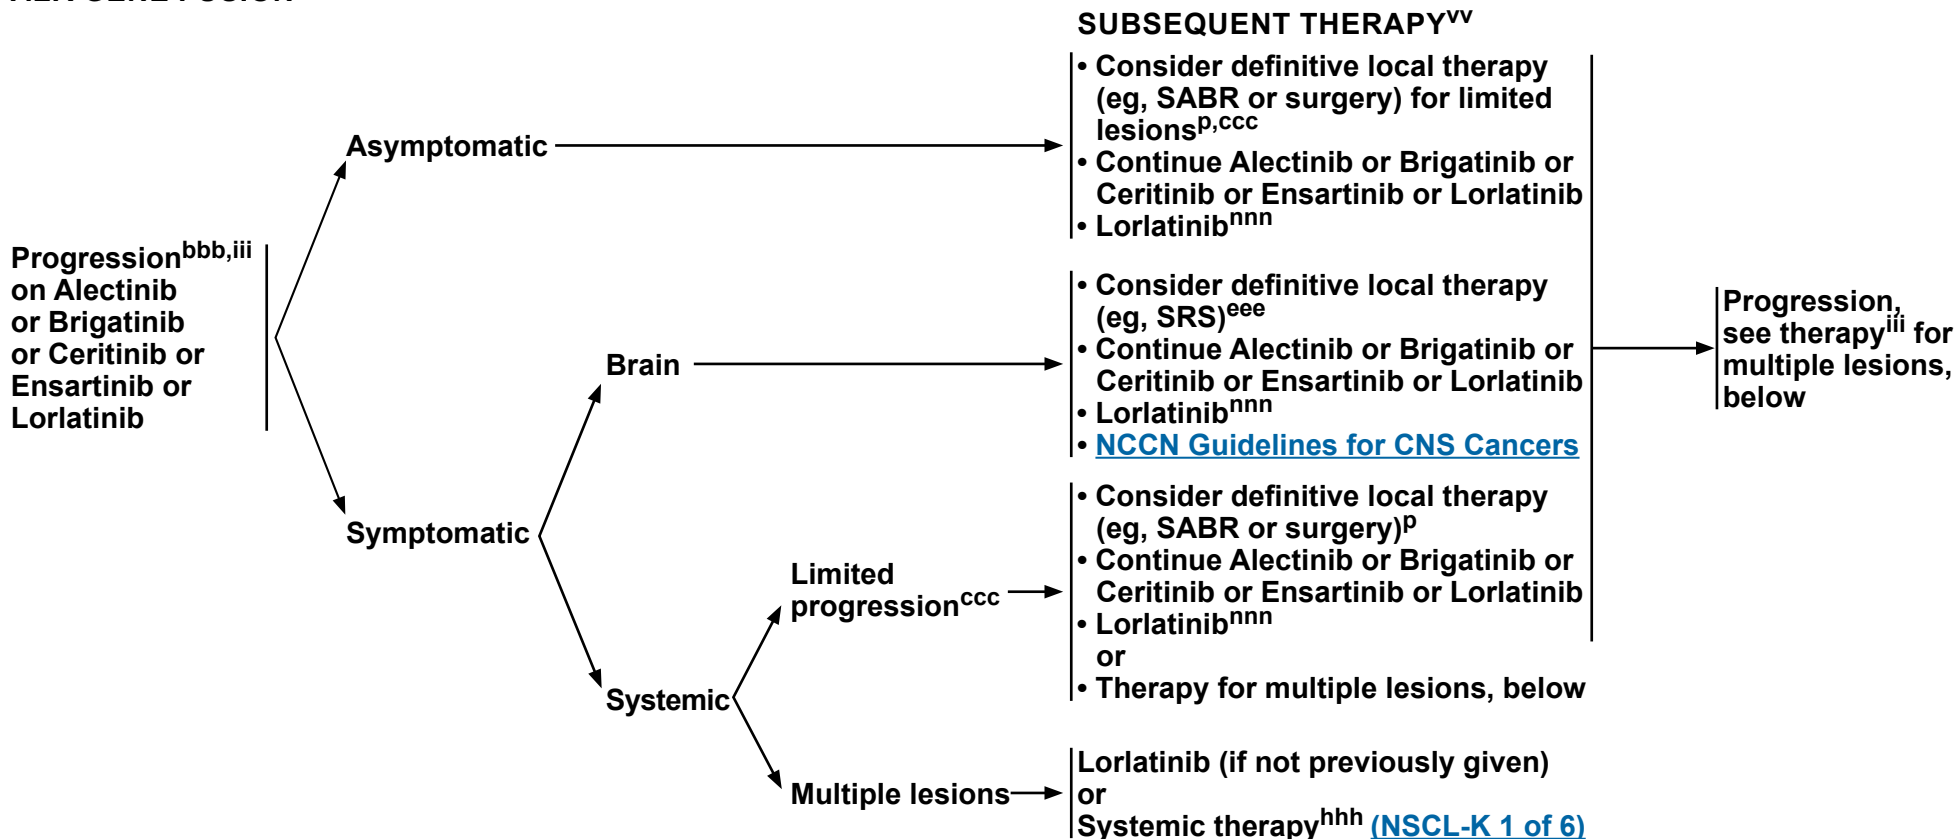 SUBSEQUENT THERAPYvv
Progressionbbb,iii
on Alectinib
or Brigatinib
or Ceritinib or
Ensartinib or
Lorlatinib
Asymptomatic
• Consider definitive local therapy
(eg, SABR or surgery) for limited
lesionsp,ccc
• Continue Alectinib or Brigatinib or
Ceritinib or Ensartinib or Lorlatinib
• Lorlatinibnnn
Symptomatic
Brain
• Consider definitive local therapy
(eg, SRS)eee
• Continue Alectinib or Brigatinib or
Ceritinib or Ensartinib or Lorlatinib
• Lorlatinibnnn
• NCCN Guidelines for CNS Cancers
Systemic
Limited
progressionccc
• Consider definitive local therapy
(eg, SABR or surgery)p
• Continue Alectinib or Brigatinib or
Ceritinib or Ensartinib or Lorlatinib
• Lorlatinibnnn
or
• Therapy for multiple lesions, below
Multiple lesions
Lorlatinib (if not previously given)
or
Systemic therapyhhh (NSCL-K 1 of 6)
Progression,
see therapyiii for
multiple lesions,
below